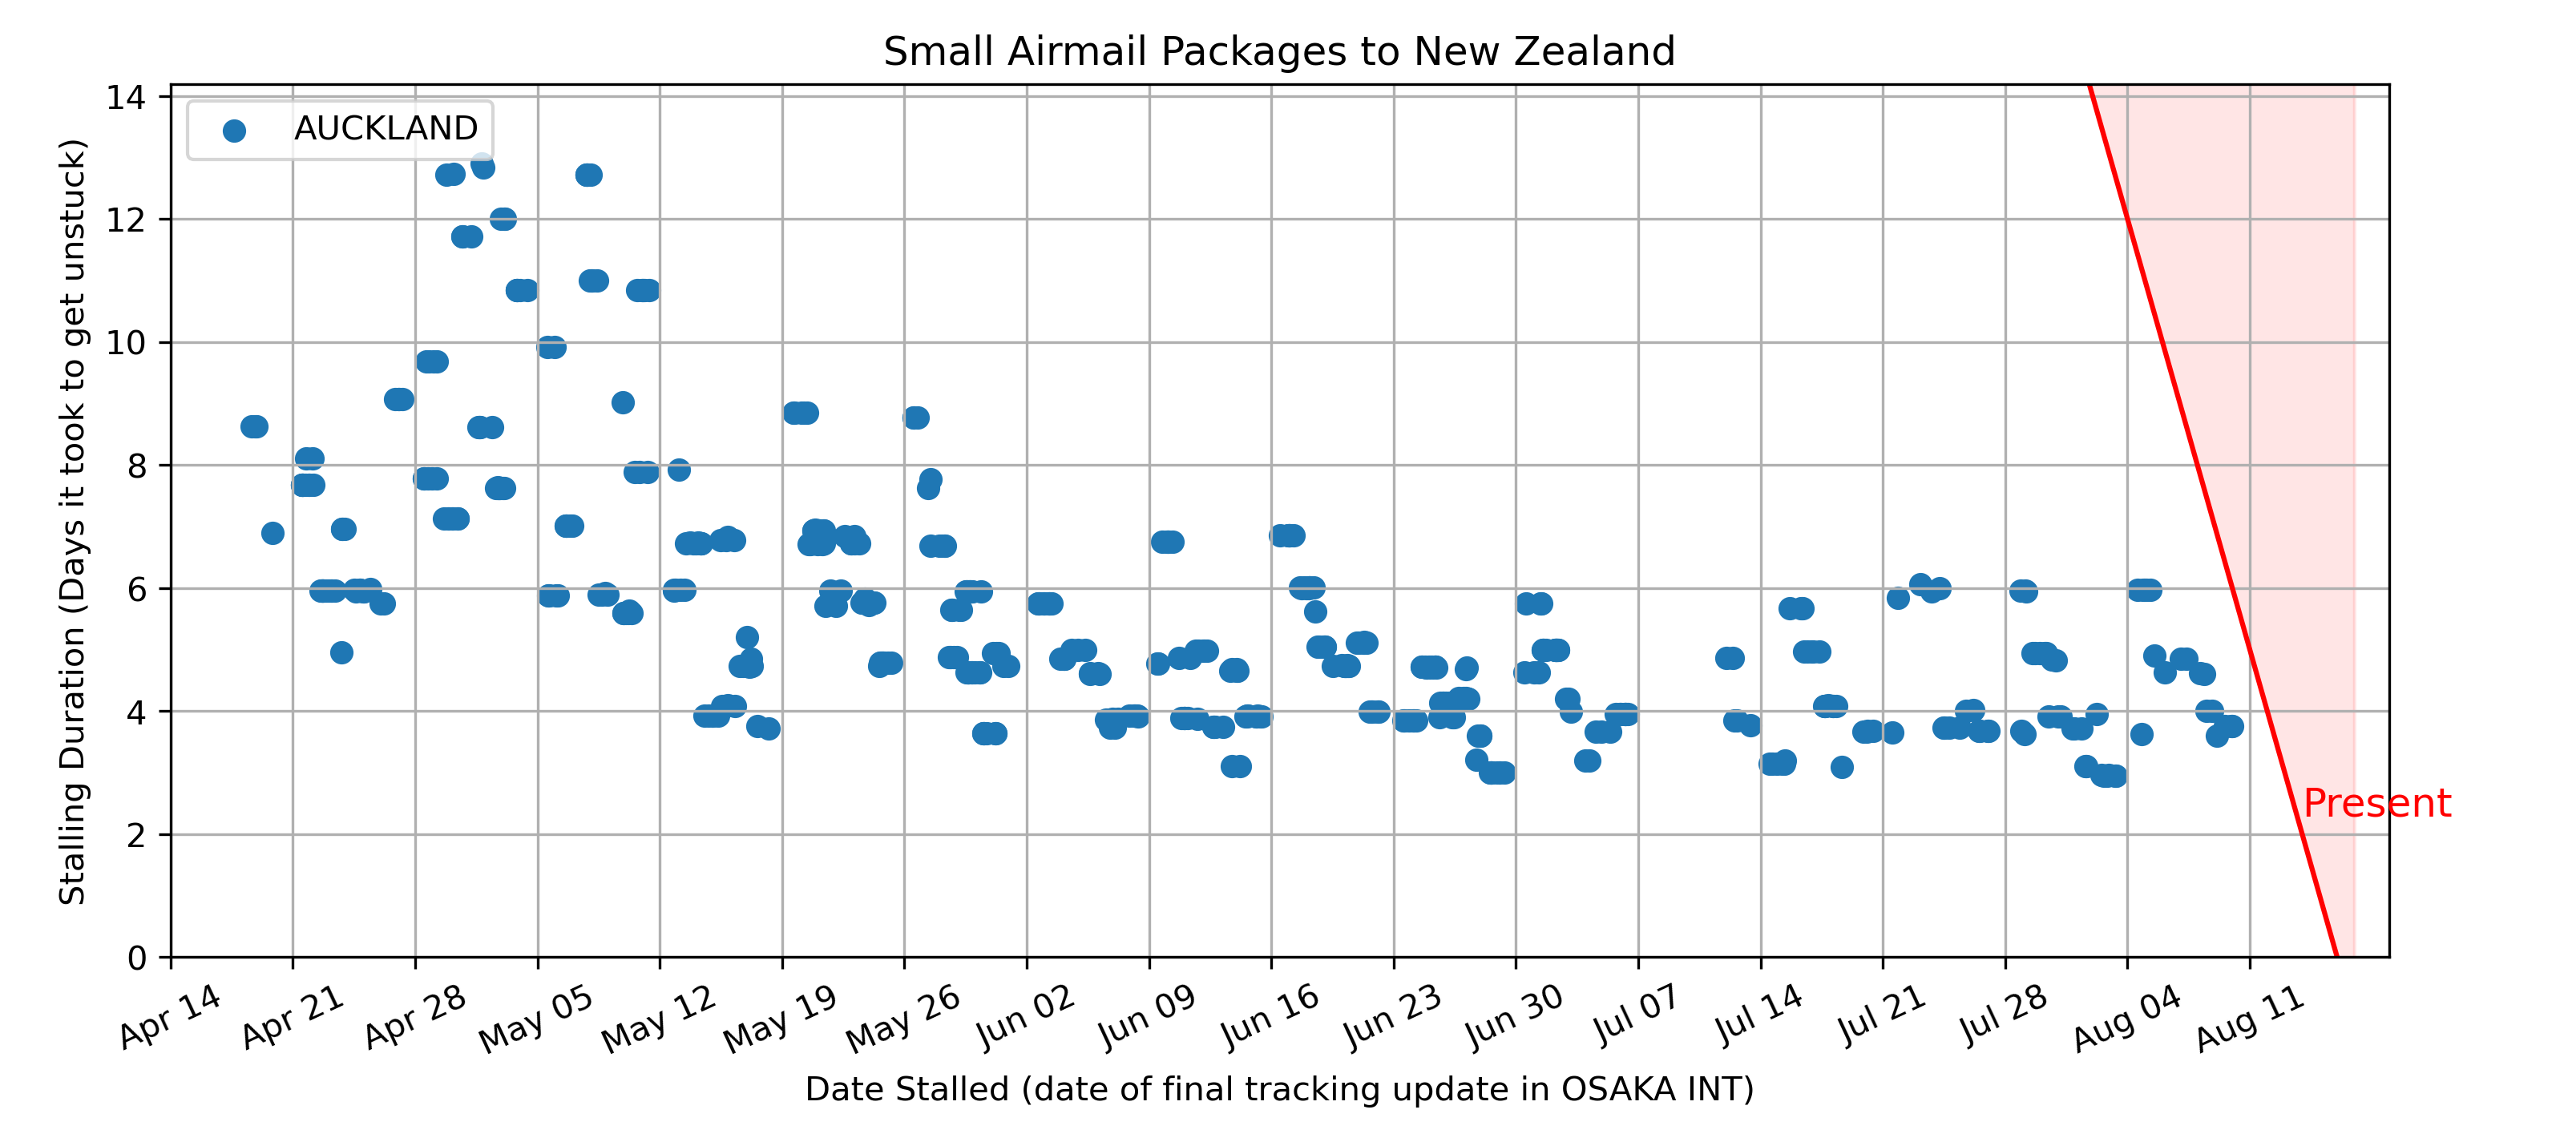 Small Airmail Packages to New Zealand
AUCKLAND
14
12
10
8
6
4
2
0
Stalling Duration (Days it took to get unstuck)
Present
Apr 14
Apr 21
Apr 28
May 05
May 12
May 19
May 26
Jun 02
Jun 09
Jun 16
Jun 23
Jun 30
Jul 07
Jul 14
Jul 21
Jul 28
Aug 04
Aug 11
Date Stalled (date of final tracking update in OSAKA INT)